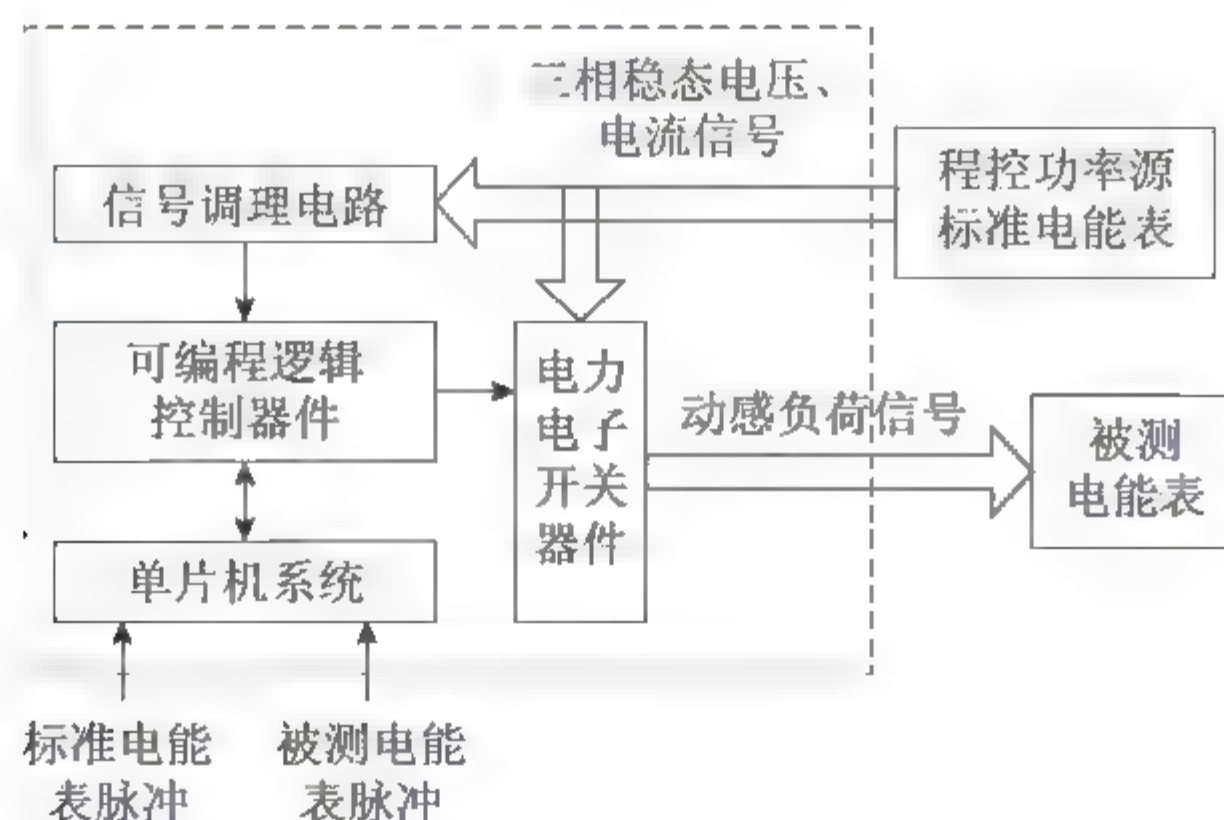 三相稳态电压、
电流信号
程控功率源
标准电能表
信号调理电路
可编程逻辑
控制器件
电力
电子
开关
器件
动感负荷信号
被测
电能表
单片机系统
标准电能
表脉冲
被测电能
表脉冲